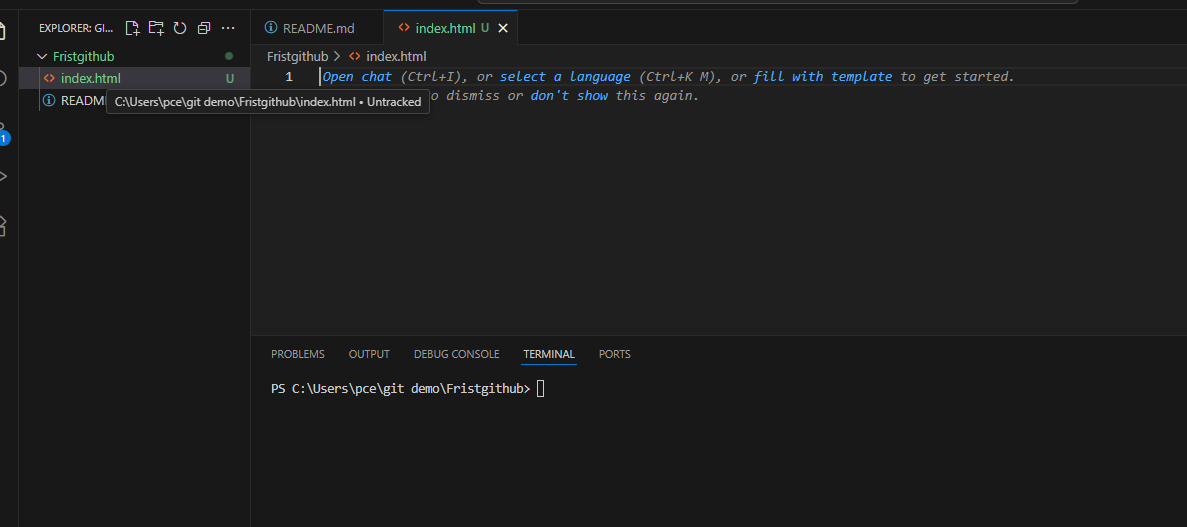 EXPLORER: GI...
Fristgithub
index.html U
README
C:\Users\pce\git demo\Fristgithub\index.html • Untracked
1
README.md
index.html U
Fristgithub > index.html
1 Open chat (Ctrl+I), or select a language (Ctrl+K M), or fill with template to get started.
dismiss or don't show this again.
PROBLEMS OUTPUT DEBUG CONSOLE TERMINAL PORTS
PS C:\Users\pce\git demo\Fristgithub>